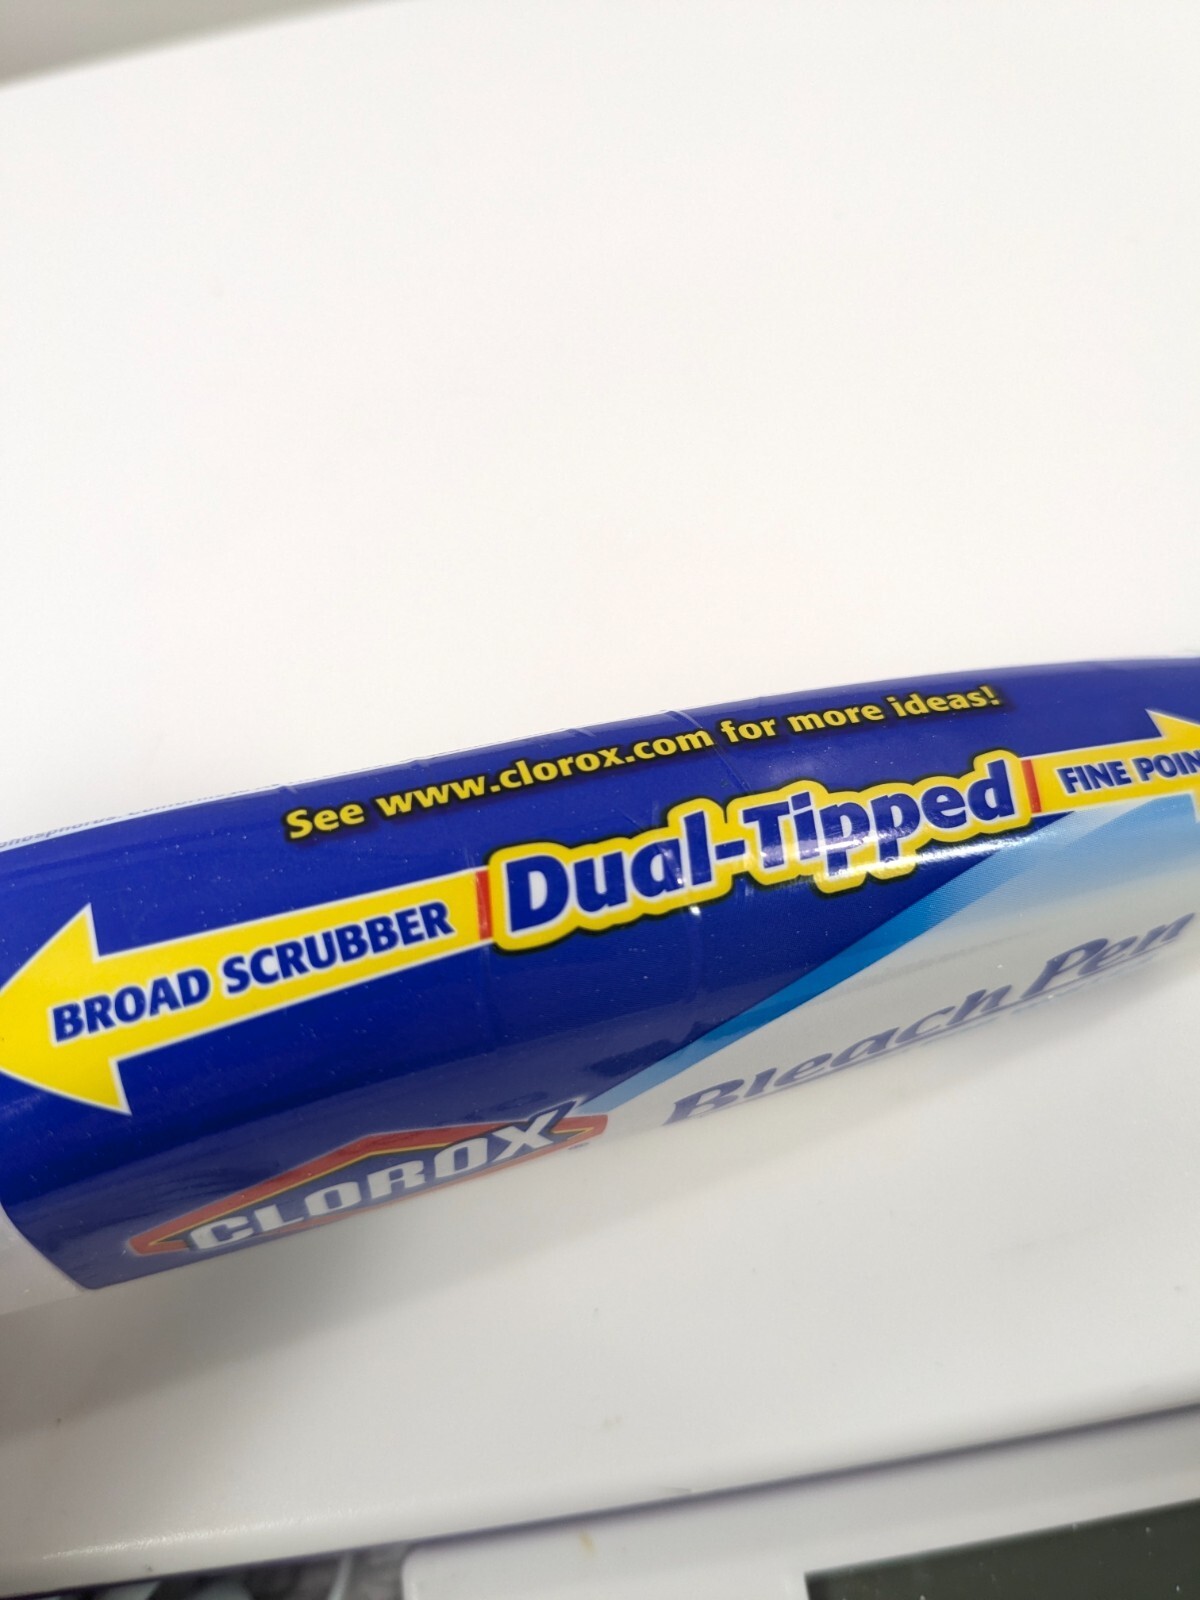 See www.clorox.com for more ideas!
BROAD SCRUBBER
Dual-Tipped
FINE POIN
CLOROX
Bleach Pen